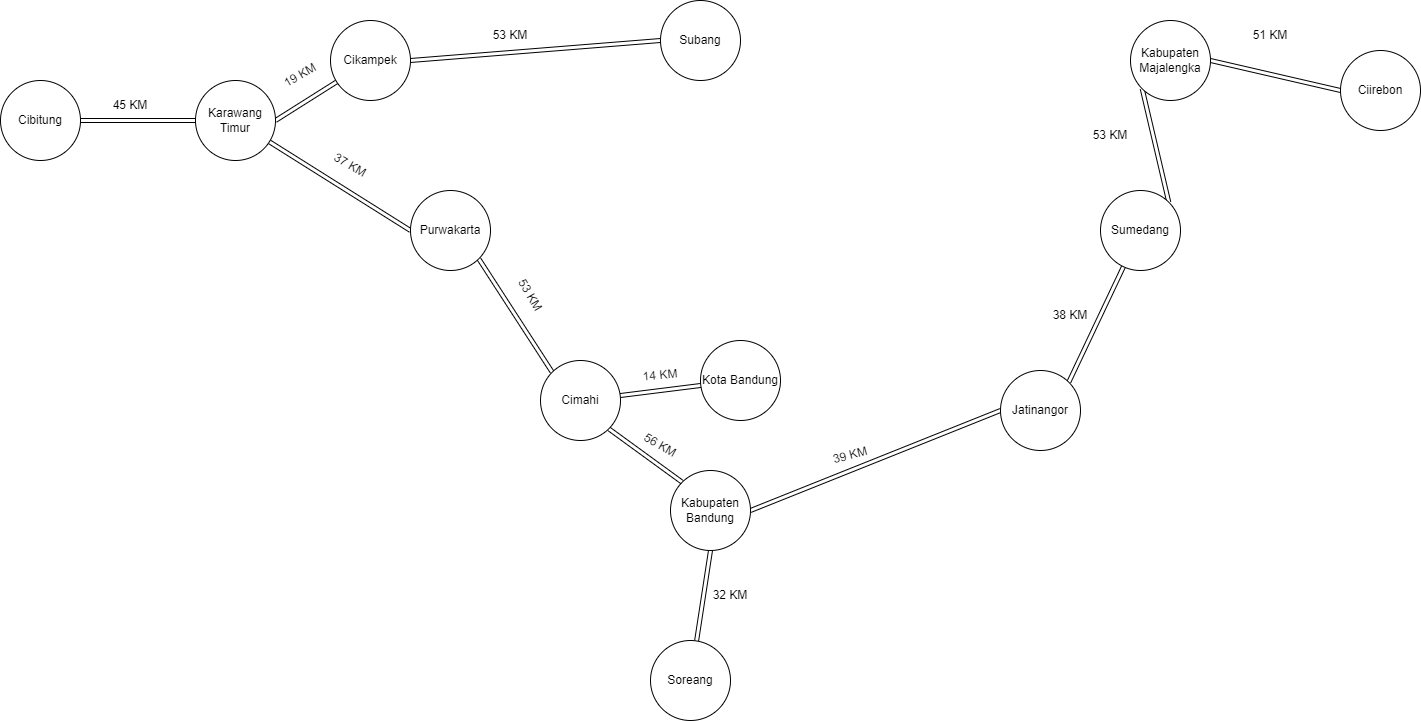 53 KM
Subang
51 KM
Cikampek
Kabupaten
Majalengka
19 KM
Ciirebon
45 KM
Cibitung
Karawang
Timur
53 KM
37 KM
Purwakarta
Sumedang
53 KM
38 KM
14 KM
Kota Bandung
Cimahi
Jatinangor
56 KM
39 KM
Kabupaten
Bandung
32 KM
Soreang